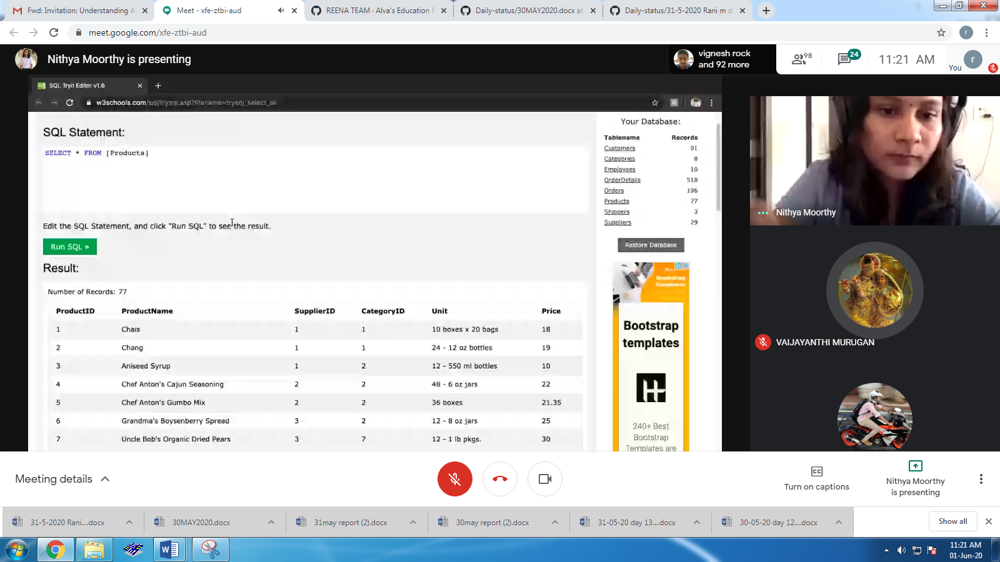 Fwd: Invitation: Understanding A
Meet - xfe-ztbi-aud
REENA TEAM · Alva's Education F
Daily-status/30MAY2020.docx at
Daily-status/31-5-2020 Rani m d
meet.google.com/xfe-ztbi-aud
r
Nithya Moorthy is presenting
vignesh rock
and 92 more
98
24
11:21 AM
You
r
SQL Tryit Editor v1.6
w3schools.com/sql/trysql.asp?filename=trysql_select_all
SQL Statement:
SELECT * FROM [Products]
Edit the SQL Statement, and click "Run SQL" to see the result.
Run SQL »
Result:
Number of Records: 77
ProductID ProductName SupplierID CategoryID Unit Price
1 Chais 1 1 10 boxes x 20 bags 18
2 Chang 1 1 24 - 12 oz bottles 19
3 Aniseed Syrup 1 2 12 - 550 ml bottles 10
4 Chef Anton's Cajun Seasoning 2 2 48 - 6 oz jars 22
5 Chef Anton's Gumbo Mix 2 2 36 boxes 21.35
6 Grandma's Boysenberry Spread 3 2 12 - 8 oz jars 25
7 Uncle Bob's Organic Dried Pears 3 7 12 - 1 lb pkgs. 30
Your Database:
Tablename Records
Customers 91
Categories 8
Employees 10
OrderDetails 518
Orders 196
Products 77
Shippers 3
Suppliers 29
Restore Database
Bootstrap
Templates
Bootstrap
templates
240+ Best
Bootstrap
Templates are
Nithya Moorthy
VAIJAYANTHI MURUGAN
Meeting details
Turn on captions
Nithya Moorthy
is presenting
31-5-2020 Rani....docx
30MAY2020.docx
31may report (2).docx
30may report (2).docx
31-05-20 day 13....docx
30-05-20 day 12....docx
Show all
11:21 AM
01-Jun-20